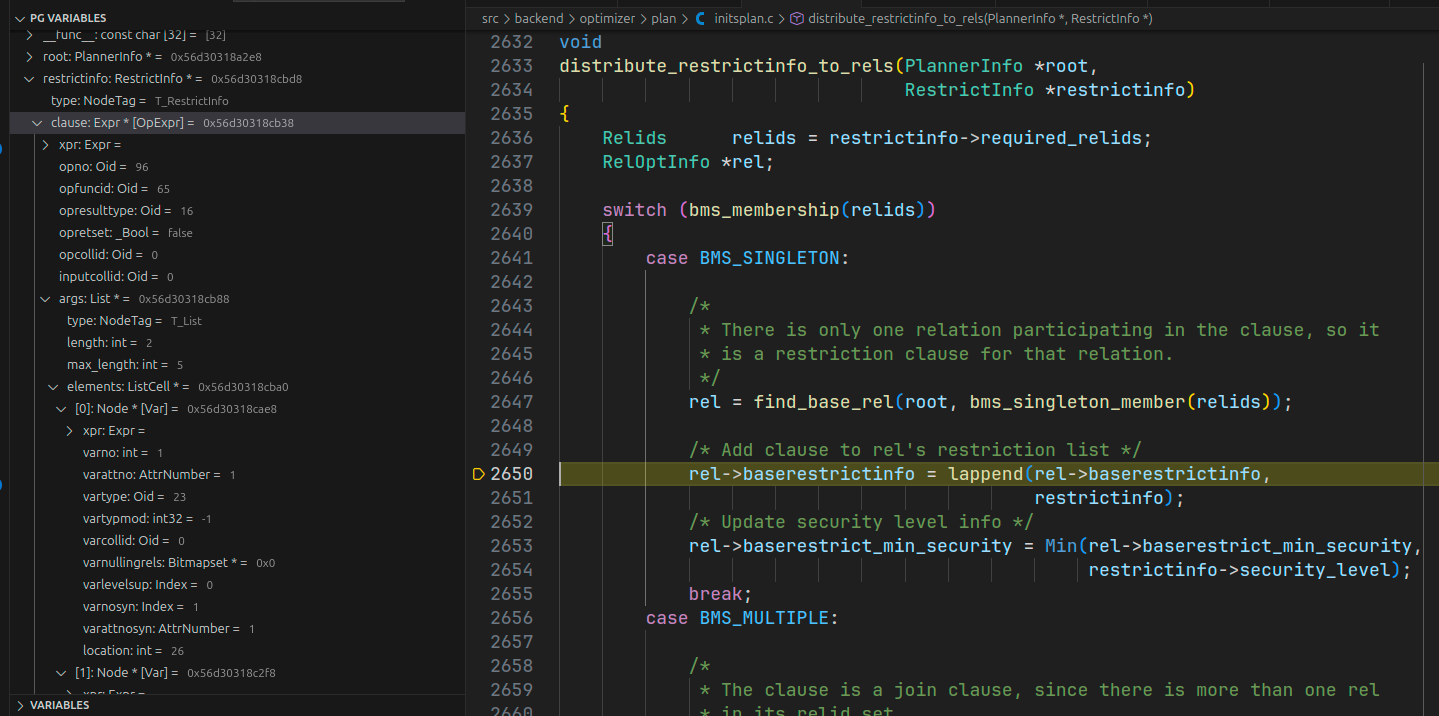 PG VARIABLES
__func__: const char [32] = [32]
root: PlannerInfo * = 0x56d30318a2e8
restrictinfo: RestrictInfo * = 0x56d30318cbd8
type: NodeTag = T_RestrictInfo
clause: Expr * [OpExpr] = 0x56d30318cb38
xpr: Expr =
opno: Oid = 96
opfuncid: Oid = 65
opresulttype: Oid = 16
opretset: _Bool = false
opcollid: Oid = 0
inputcollid: Oid = 0
args: List * = 0x56d30318cb88
type: NodeTag = T_List
length: int = 2
max_length: int = 5
elements: ListCell * = 0x56d30318cba0
[0]: Node * [Var] = 0x56d30318cae8
xpr: Expr =
varno: int = 1
varattno: AttrNumber = 1
vartype: Oid = 23
vartypmod: int32 = -1
varcollid: Oid = 0
varnullingrels: Bitmapset * = 0x0
varlevelsup: Index = 0
varnosyn: Index = 1
varattnosyn: AttrNumber = 1
location: int = 26
[1]: Node * [Var] = 0x56d30318c2f8
xpr: Expr =
VARIABLES
src > backend > optimizer > plan > C initsplan.c > distribute_restrictinfo_to_rels(PlannerInfo *, RestrictInfo *)
2632 void
2633 distribute_restrictinfo_to_rels(PlannerInfo *root,
2634 RestrictInfo *restrictinfo)
2635 {
2636 Relids relids = restrictinfo->required_relids;
2637 RelOptInfo *rel;
2638
2639 switch (bms_membership(relids))
2640 {
2641 case BMS_SINGLETON:
2642
2643 /*
2644 * There is only one relation participating in the clause, so it
2645 * is a restriction clause for that relation.
2646 */
2647 rel = find_base_rel(root, bms_singleton_member(relids));
2648
2649 /* Add clause to rel's restriction list */
2650 rel->baserestrictinfo = lappend(rel->baserestrictinfo,
2651 restrictinfo);
2652 /* Update security level info */
2653 rel->baserestrict_min_security = Min(rel->baserestrict_min_security,
2654 restrictinfo->security_level);
2655 break;
2656 case BMS_MULTIPLE:
2657
2658 /*
2659 * The clause is a join clause, since there is more than one rel
2660 * in its relid set.